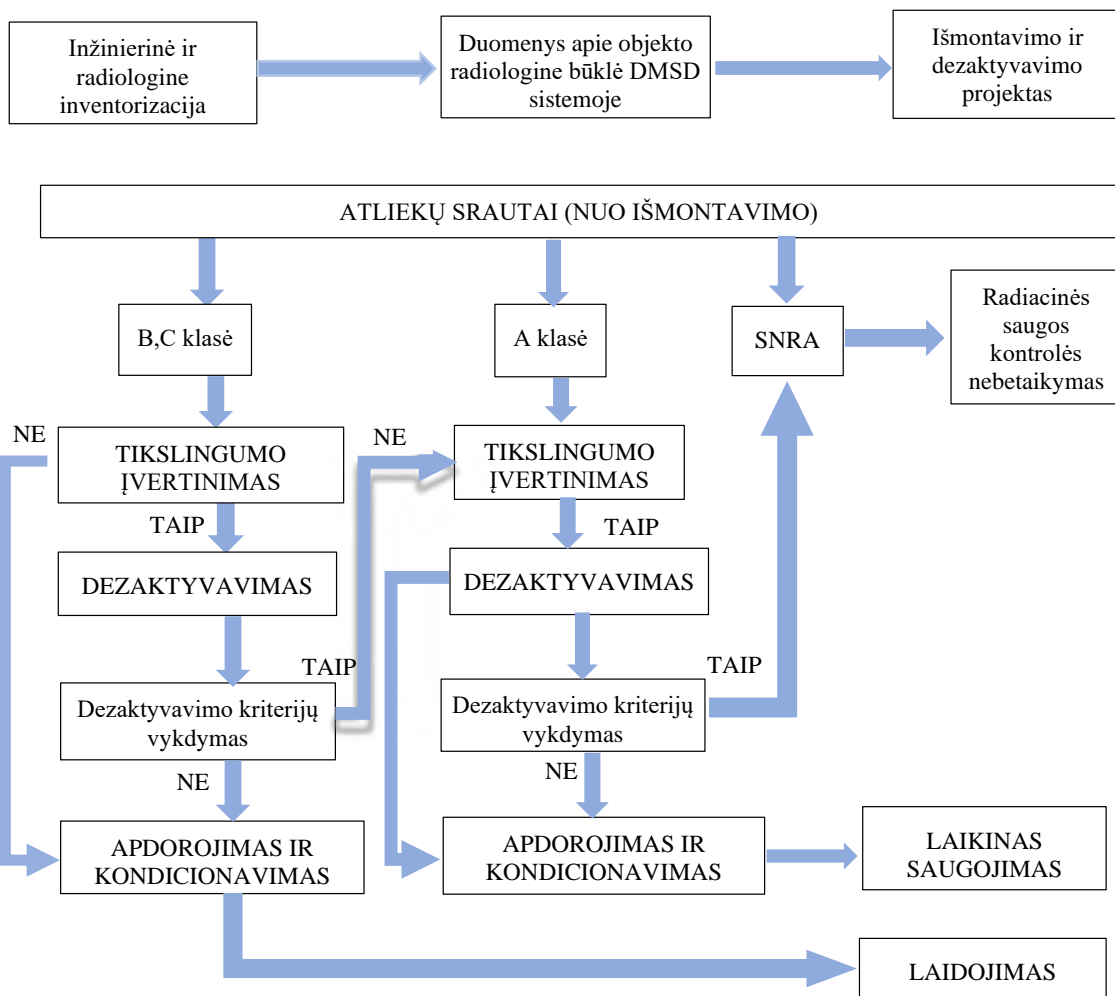 Inžinierinė ir
radiologine
inventorizacija
Duomenys apie objekto
radiologine būklė DMSD
sistemoje
Išmontavimo ir
dezaktyvavimo
projektas
ATLIEKŲ SRAUTAI (NUO IŠMONTAVIMO)
B,C klasė
A klasė
SNRA
Radiacinės
saugos
kontrolės
nebetaikymas
NE
TIKSLINGUMO
ĮVERTINIMAS
NE
TIKSLINGUMO
ĮVERTINIMAS
TAIP
TAIP
DEZAKTYVAVIMAS
DEZAKTYVAVIMAS
TAIP
TAIP
Dezaktyvavimo kriterijų
vykdymas
Dezaktyvavimo kriterijų
vykdymas
NE
NE
APDOROJIMAS IR
KONDICIONAVIMAS
APDOROJIMAS IR
KONDICIONAVIMAS
LAIKINAS
SAUGOJIMAS
LAIDOJIMAS